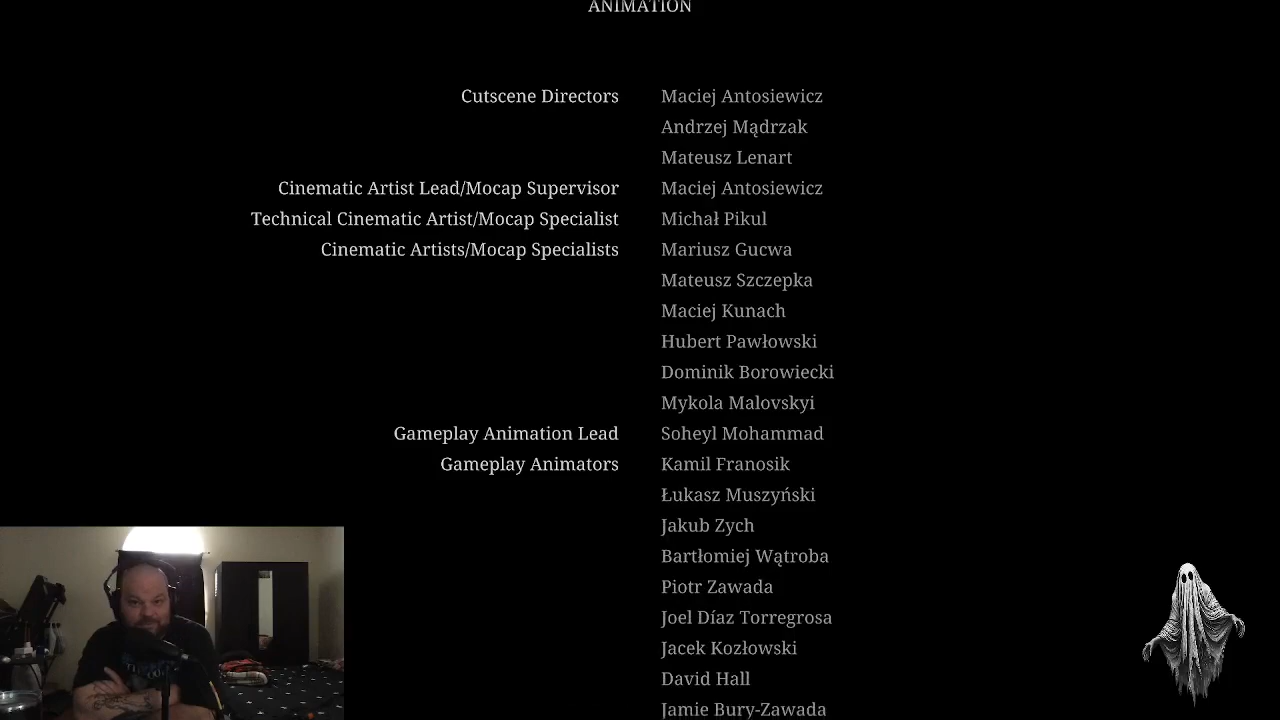 ANIMATION
Cutscene Directors Maciej Antosiewicz
Andrzej Mądrzak
Mateusz Lenart
Cinematic Artist Lead/Mocap Supervisor Maciej Antosiewicz
Technical Cinematic Artist/Mocap Specialist Michał Pikul
Cinematic Artists/Mocap Specialists Mariusz Gucwa
Mateusz Szczepka
Maciej Kunach
Hubert Pawłowski
Dominik Borowiecki
Mykola Malovskyi
Gameplay Animation Lead Soheyl Mohammad
Gameplay Animators Kamil Franosik
Łukasz Muszyński
Jakub Zych
Bartłomiej Wątroba
Piotr Zawada
Joel Díaz Torregrosa
Jacek Kozłowski
David Hall
Jamie Bury-Zawada